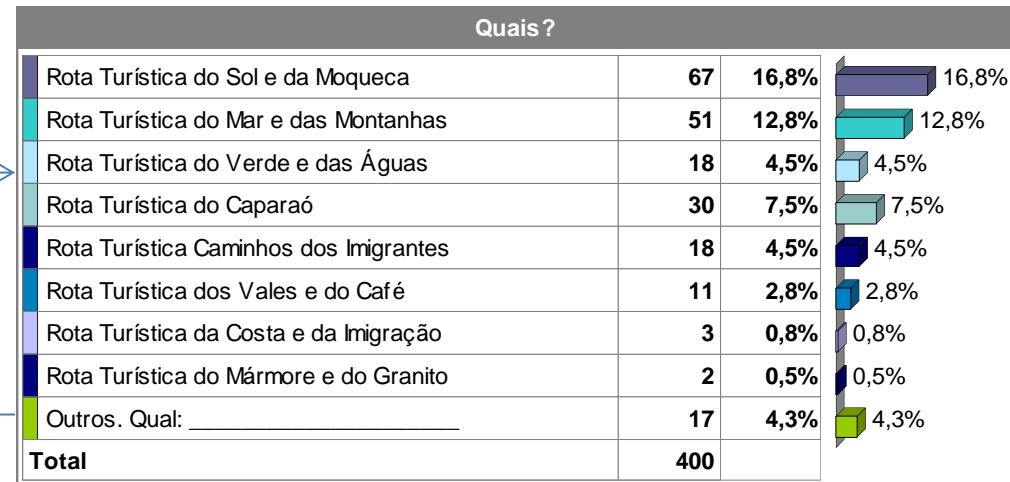 Quais?
Rota Turística do Sol e da Moqueca 67 16,8% 16,8%
Rota Turística do Mar e das Montanhas 51 12,8% 12,8%
Rota Turística do Verde e das Águas 18 4,5% 4,5%
Rota Turística do Caparaó 30 7,5% 7,5%
Rota Turística Caminhos dos Imigrantes 18 4,5% 4,5%
Rota Turística dos Vales e do Café 11 2,8% 2,8%
Rota Turística da Costa e da Imigração 3 0,8% 0,8%
Rota Turística do Mármore e do Granito 2 0,5% 0,5%
Outros. Qual: ______________________ 17 4,3% 4,3%
Total 400